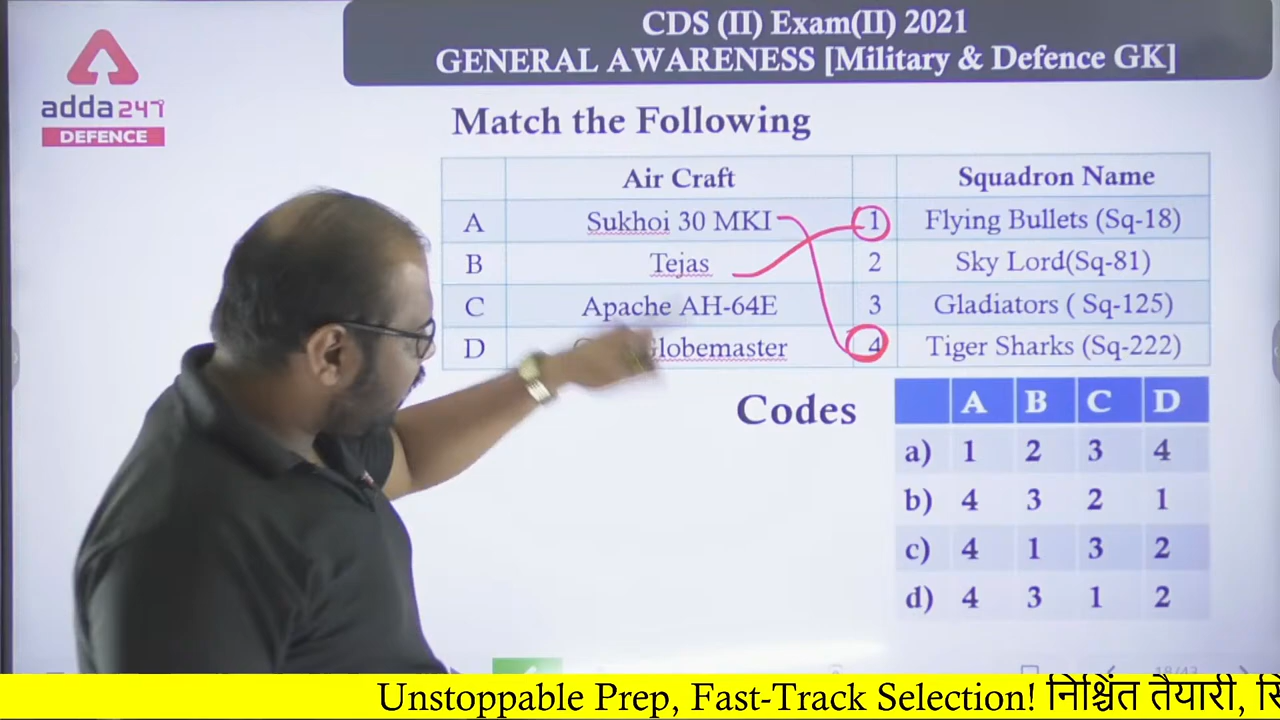 CDS (II) Exam(II) 2021
GENERAL AWARENESS [Military & Defence GK]
adda247
DEFENCE
Match the Following
Air Craft Squadron Name
A Sukhoi 30 MKI 1 Flying Bullets (Sq-18)
B Tejas 2 Sky Lord(Sq-81)
C Apache AH-64E 3 Gladiators ( Sq-125)
D Globemaster 4 Tiger Sharks (Sq-222)
Codes
A B C D
a) 1 2 3 4
b) 4 3 2 1
c) 4 1 3 2
d) 4 3 1 2
18/43
Unstoppable Prep, Fast-Track Selection! निश्चिंत तैयारी,